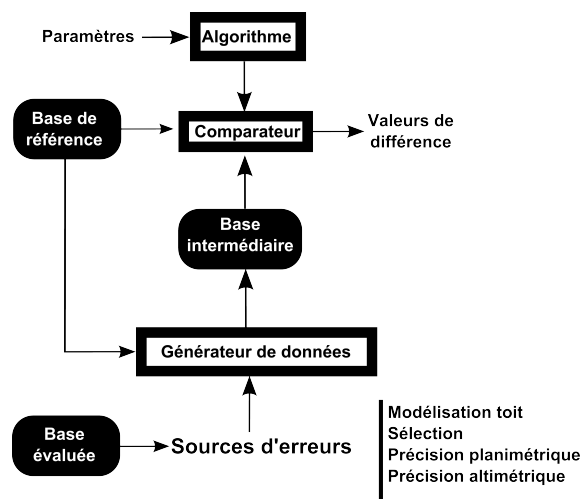 Paramètres
Algorithme
Base de
référence
Comparateur
Valeurs de
différence
Base
intermédiaire
Générateur de données
Base
évaluée
Sources d'erreurs
Modélisation toit
Sélection
Précision planimétrique
Précision altimétrique